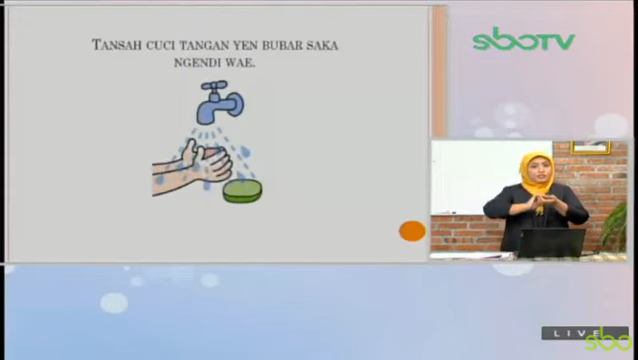 TANSAH CUCI TANGAN YEN BUBAR SAKA
NGENDI WAE.
sboTV
LIVE
sbo